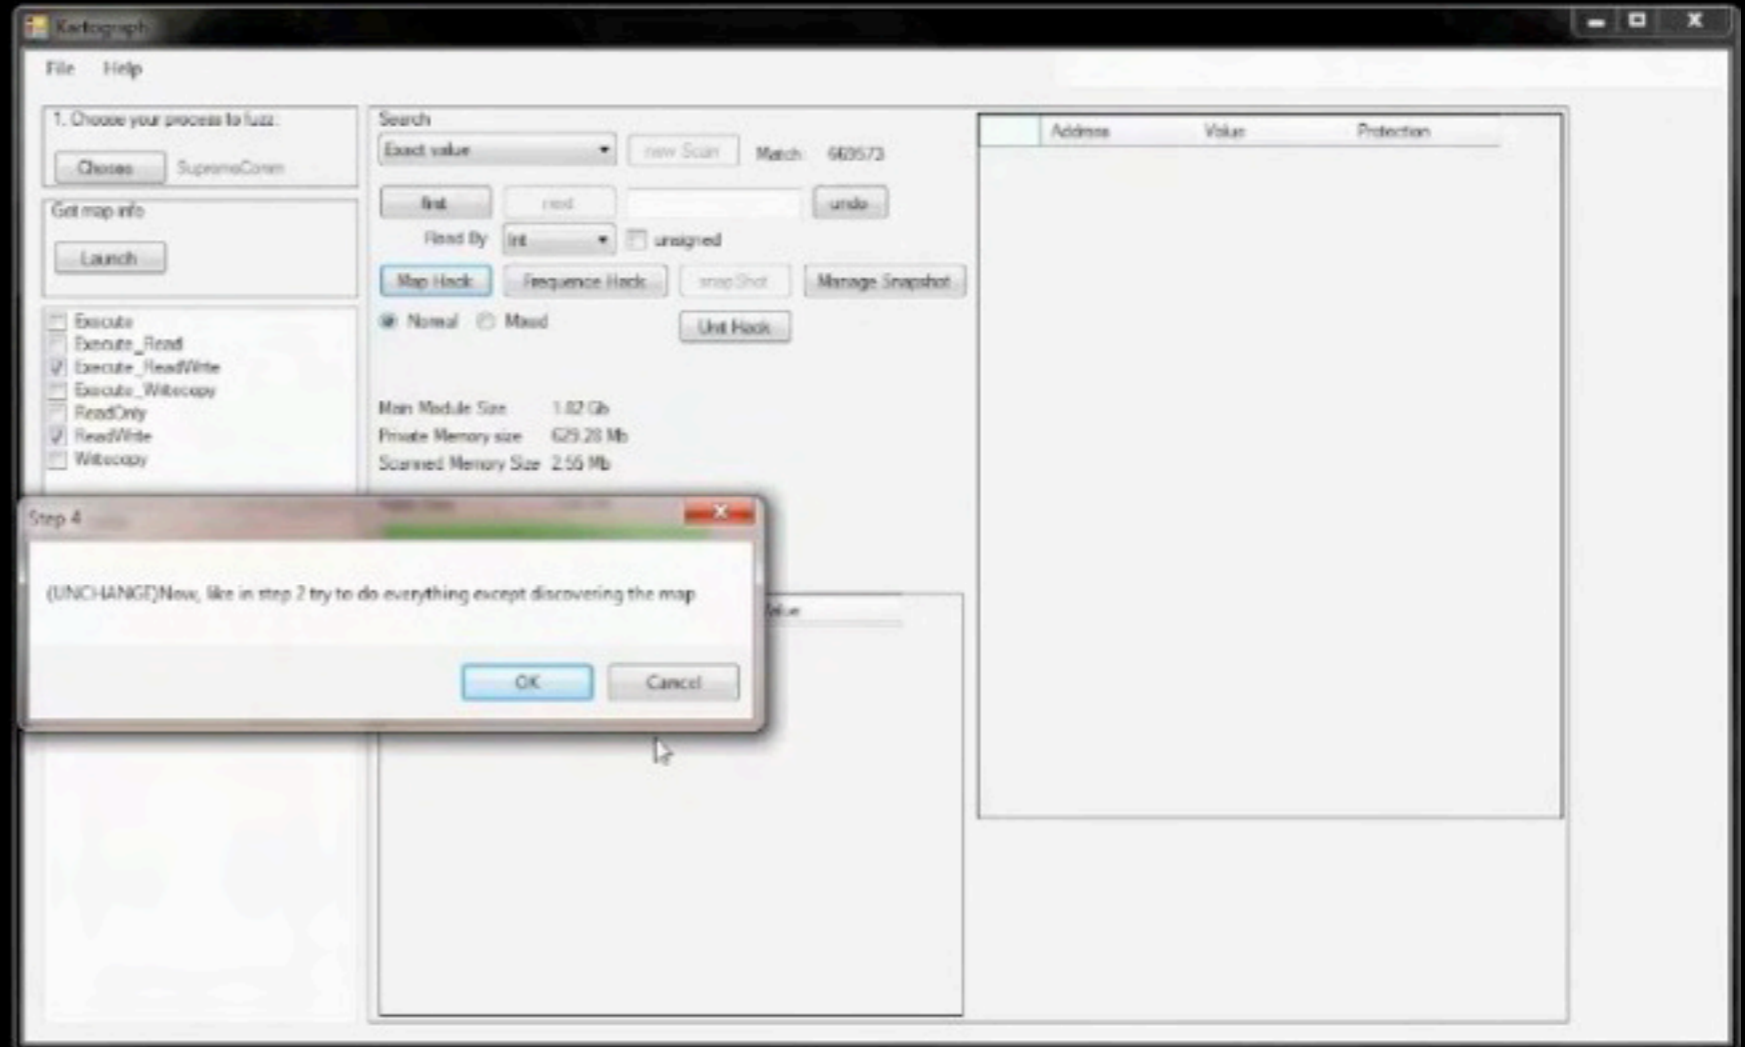 Kartograph
File Help
1. Choose your process to fuzz:
Choose SupremeComm
Get map info
Launch
Execute
Execute_Read
Execute_ReadWrite
Execute_Writecopy
ReadOnly
ReadWrite
Writecopy
Search
Exact value new Scan Match: 669573
first next undo
Read By Int unsigned
Map Hack Frequence Hack snapShot Manage Snapshot
Normal Mixed Unit Hack
Main Module Size 1.82 Gb
Private Memory size 629.28 Mb
Scanned Memory Size 2.55 Mb
Address Value Protection
Step 4
(UNCHANGE)Now, like in step 2 try to do everything except discovering the map
OK Cancel
Value